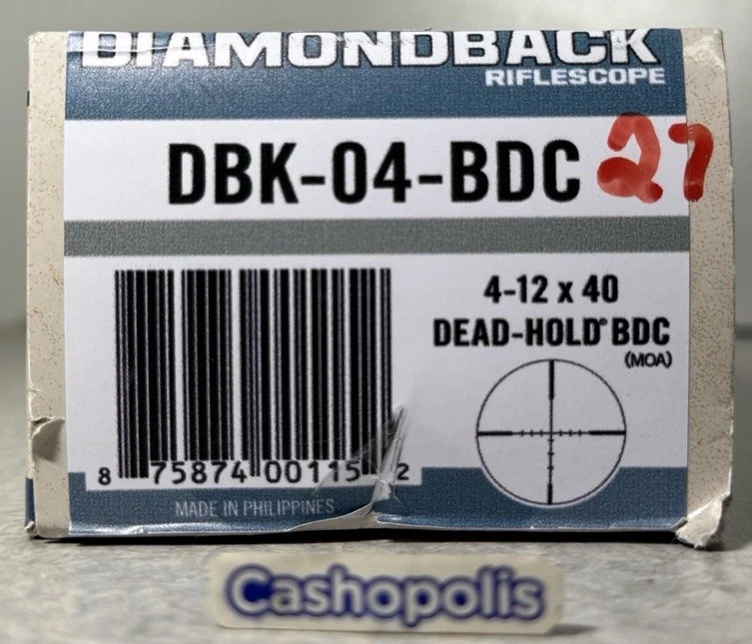 DIAMONDBACK
RIFLESCOPE
DBK-04-BDC 27
4-12 x 40
DEAD-HOLD® BDC
(MOA)
8 75874 00115 2
MADE IN PHILIPPINES
Cashopolis